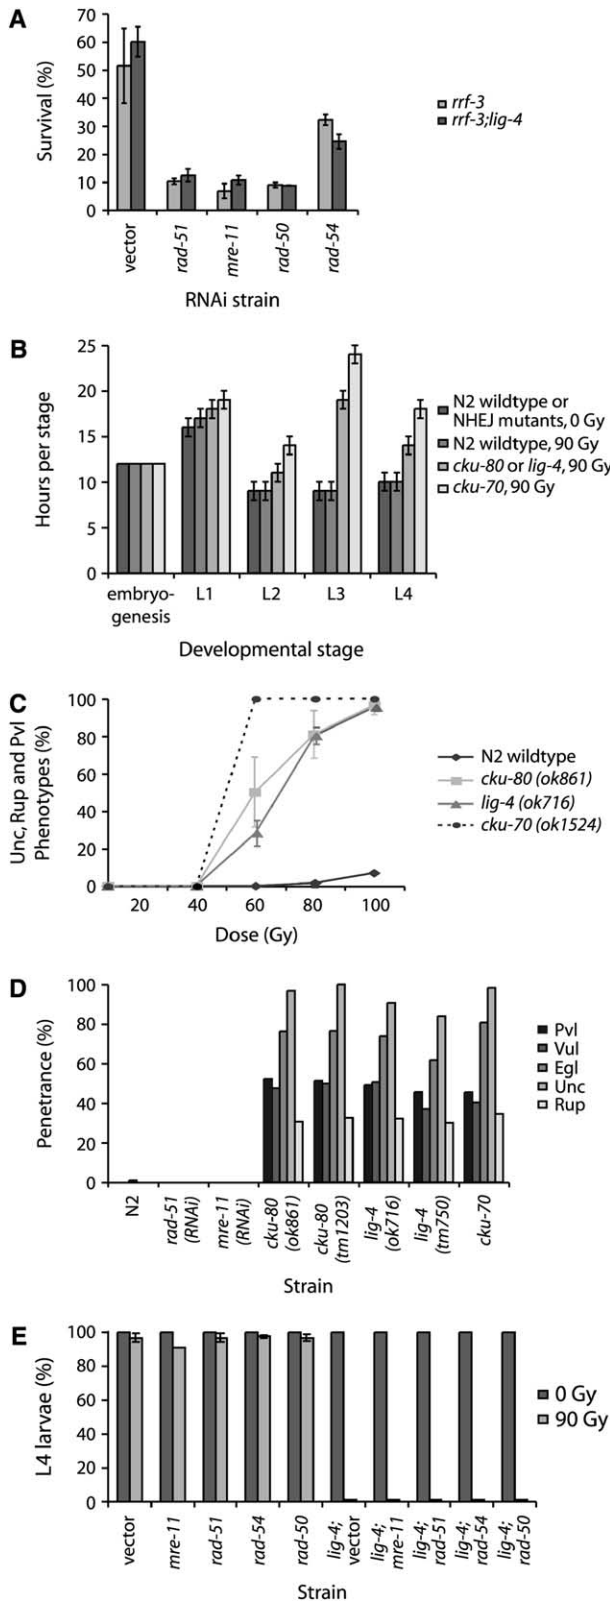 A
70
60
50
40
30
20
10
0
Survival (%)
vector
rad-51
mre-11
rad-50
rad-54
RNAi strain
rrf-3
rrf-3;lig-4
B
25
20
15
10
5
0
Hours per stage
embryo-
genesis
L1
L2
L3
L4
Developmental stage
N2 wildtype or
NHEJ mutants, 0 Gy
N2 wildtype, 90 Gy
cku-80 or lig-4, 90 Gy
cku-70, 90 Gy
C
100
80
60
40
20
0
Unc, Rup and Pvl
Phenotypes (%)
20
40
60
80
100
Dose (Gy)
N2 wildtype
cku-80 (ok861)
lig-4 (ok716)
cku-70 (ok1524)
D
100
80
60
40
20
0
Penetrance (%)
N2
rad-51
(RNAi)
mre-11
(RNAi)
cku-80
(ok861)
cku-80
(tm1203)
lig-4
(ok716)
lig-4
(tm750)
cku-70
Strain
Pvl
Vul
Egl
Unc
Rup
E
100
80
60
40
20
0
L4 larvae (%)
vector
mre-11
rad-51
rad-54
rad-50
lig-4;
vector
lig-4;
mre-11
lig-4;
rad-51
lig-4;
rad-54
lig-4;
rad-50
Strain
0 Gy
90 Gy